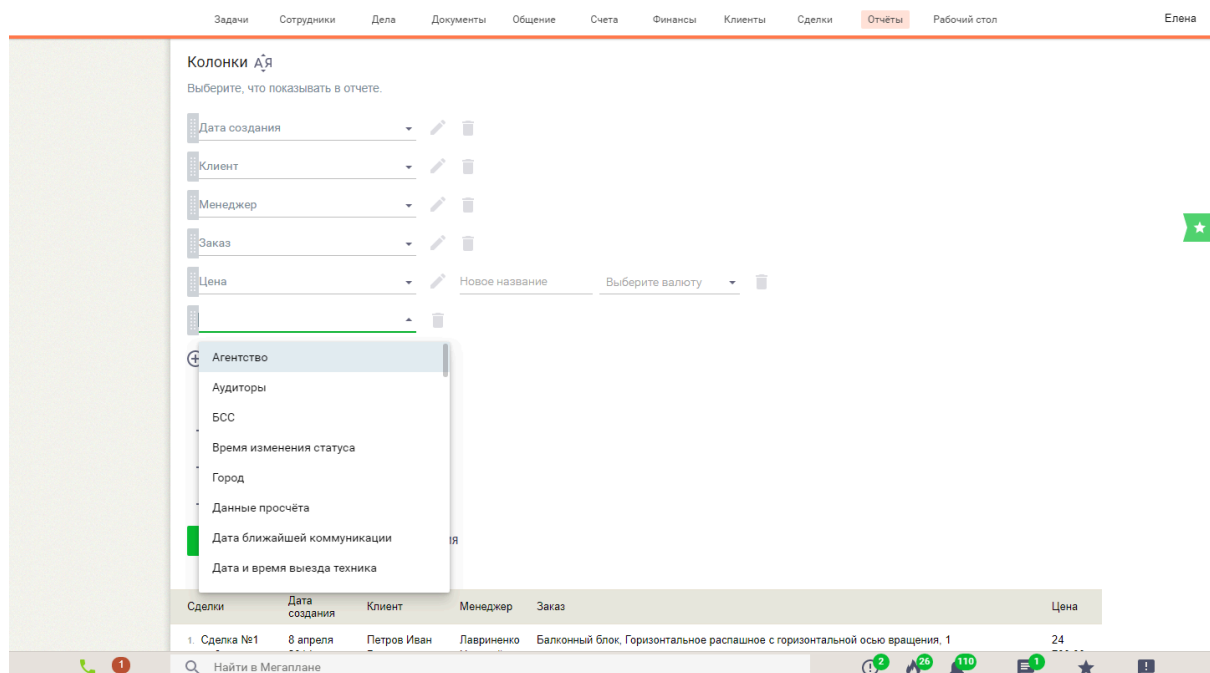 Задачи Сотрудники Дела Документы Общение Счета Финансы Клиенты Сделки Отчёты Рабочий стол Елена
Колонки АЯ
Выберите, что показывать в отчете.
Дата создания
Клиент
Менеджер
Заказ
Цена Новое название Выберите валюту
Агентство
Аудиторы
БСС
Время изменения статуса
Город
Данные просчёта
Дата ближайшей коммуникации
Дата и время выезда техника
Сделки Дата создания Клиент Менеджер Заказ Цена
1. Сделка №1 8 апреля Петров Иван Лавриненко Балконный блок, Горизонтальное распашное с горизонтальной осью вращения, 1 24
1 Найти в Мегаплане 2 26 110 1